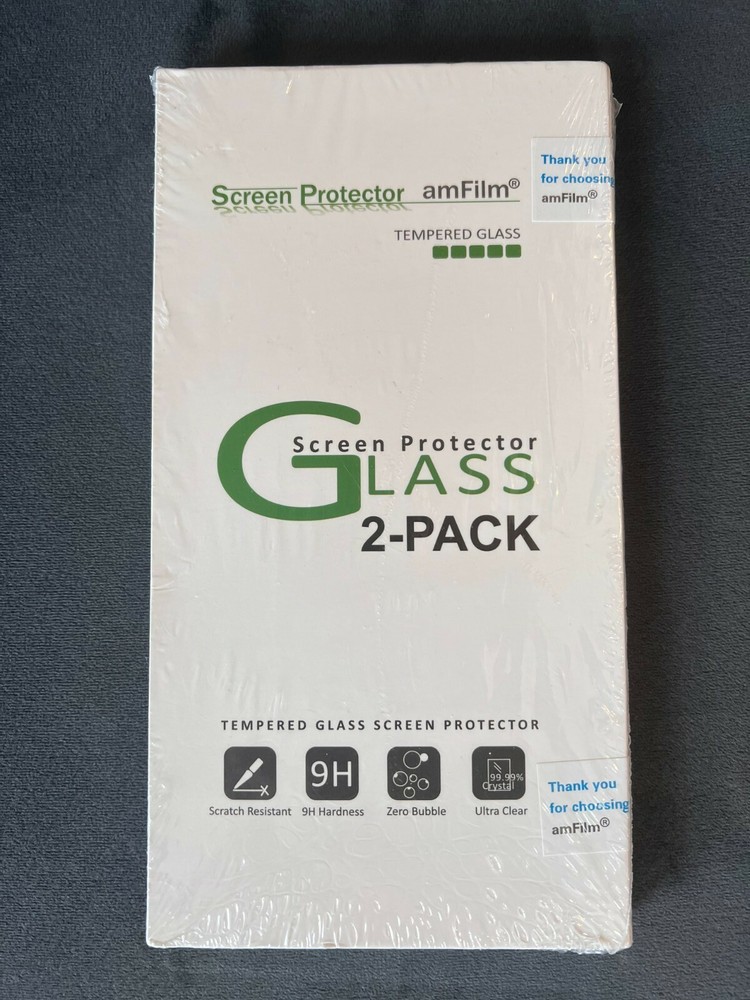 Thank you
for choosing
amFilm®
Screen Protector amFilm®
TEMPERED GLASS
Screen Protector
GLASS
2-PACK
TEMPERED GLASS SCREEN PROTECTOR
9H
99.99%
Crystal
Scratch Resistant 9H Hardness Zero Bubble Ultra Clear
Thank you
for choosing
amFilm®